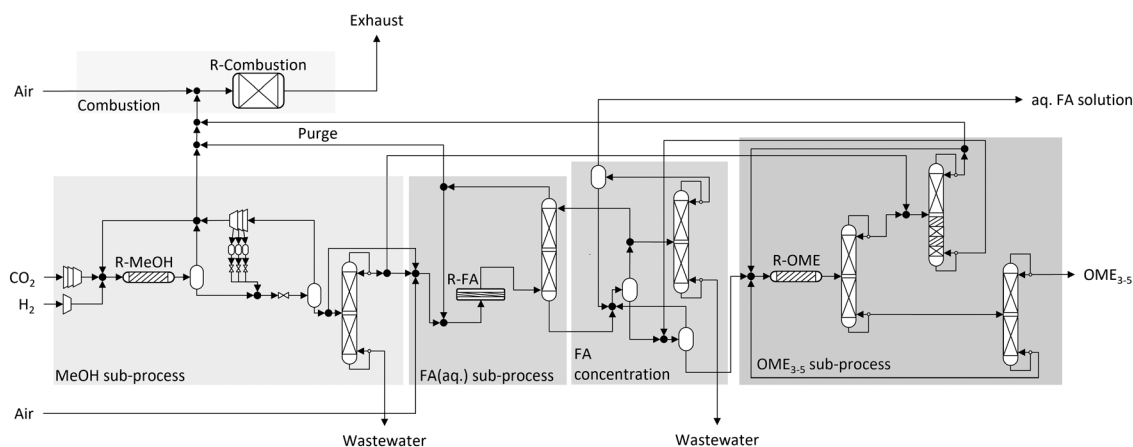 Exhaust
R-Combustion
Air
Combustion
aq. FA solution
Purge
CO₂
R-MeOH
H₂
R-FA
R-OME
OME₃₋₅
MeOH sub-process
FA(aq.) sub-process
FA
concentration
OME₃₋₅ sub-process
Air
Wastewater
Wastewater